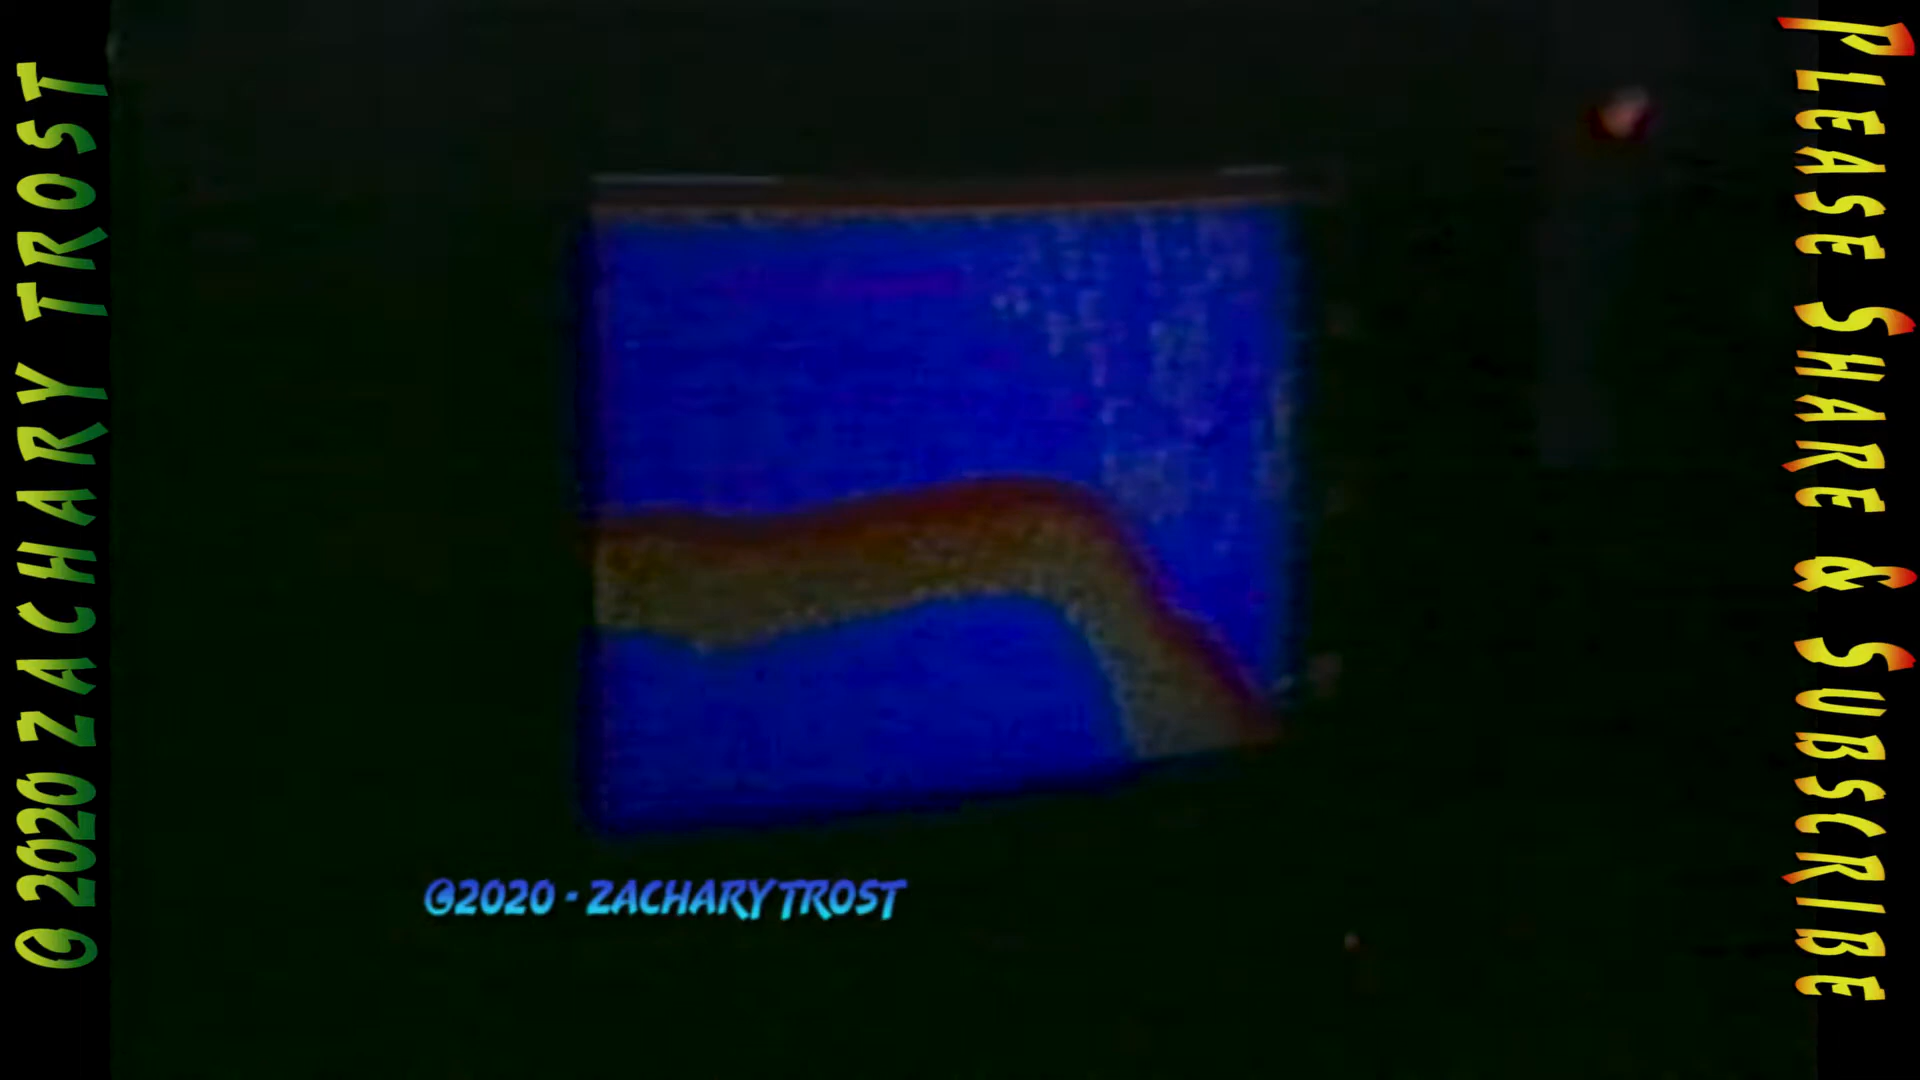 © 2020 ZACHARY TROST
©2020 - ZACHARY TROST
PLEASE SHARE & SUBSCRIBE